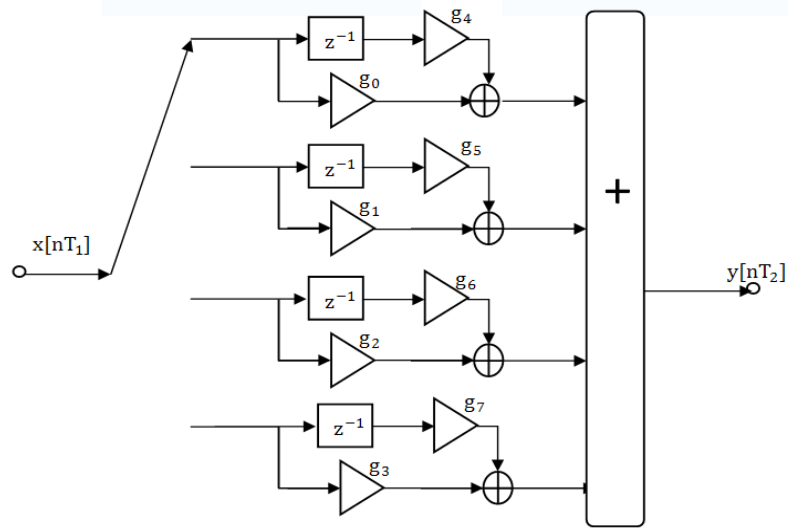 g₄
z⁻¹
g₀
g₅
z⁻¹
g₁
+
x[nT₁]
y[nT₂]
g₆
z⁻¹
g₂
g₇
z⁻¹
g₃